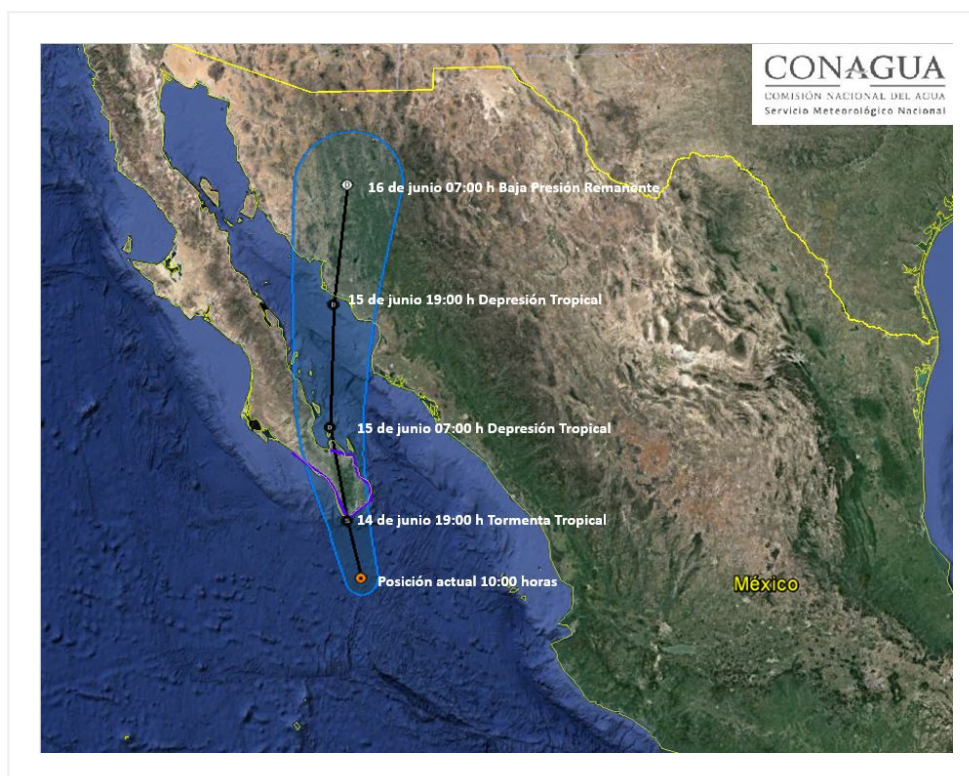 CONAGUA
COMISIÓN NACIONAL DEL AGUA
Servicio Meteorológico Nacional
16 de junio 07:00 h Baja Presión Remanente
15 de junio 19:00 h Depresión Tropical
15 de junio 07:00 h Depresión Tropical
14 de junio 19:00 h Tormenta Tropical
Posición actual 10:00 horas
México